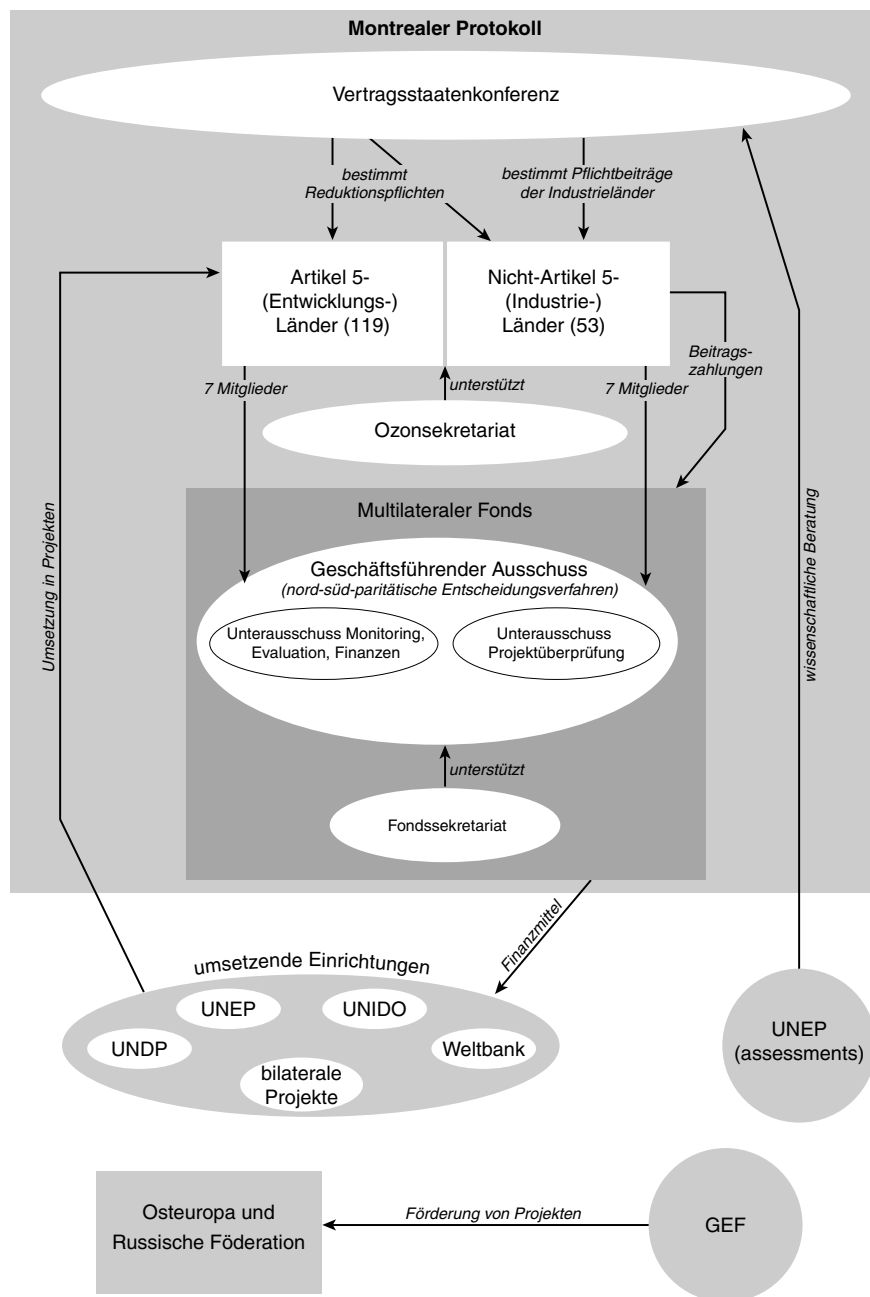 Montrealer Protokoll
Vertragsstaatenkonferenz
bestimmt
Reduktionspflichten
bestimmt Pflichtbeiträge
der Industrieländer
Artikel 5-
(Entwicklungs-)
Länder (119)
Nicht-Artikel 5-
(Industrie-)
Länder (53)
Beitrags-
zahlungen
7 Mitglieder
unterstützt
7 Mitglieder
Ozonsekretariat
Umsetzung in Projekten
wissenschaftliche Beratung
Multilateraler Fonds
Geschäftsführender Ausschuss
(nord-süd-paritätische Entscheidungsverfahren)
Unterausschuss Monitoring,
Evaluation, Finanzen
Unterausschuss
Projektüberprüfung
unterstützt
Fondssekretariat
Finanzmittel
umsetzende Einrichtungen
UNEP
UNIDO
UNDP
Weltbank
bilaterale
Projekte
UNEP
(assessments)
Osteuropa und
Russische Föderation
Förderung von Projekten
GEF